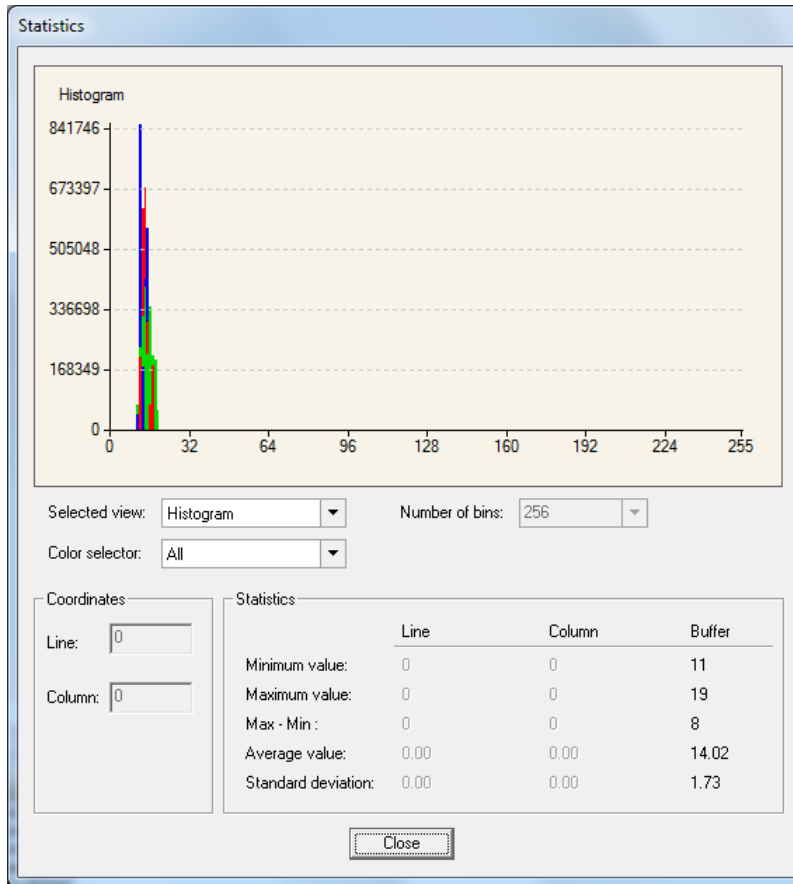 Statistics
Histogram
841746
673397
505048
336698
168349
0
0 32 64 96 128 160 192 224 255
Selected view: Histogram Number of bins: 256
Color selector: All
Coordinates
Line: 0
Column: 0
Statistics
Line Column Buffer
Minimum value: 0 0 11
Maximum value: 0 0 19
Max - Min : 0 0 8
Average value: 0.00 0.00 14.02
Standard deviation: 0.00 0.00 1.73
Close